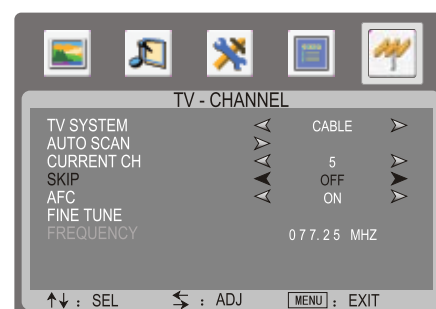 TV - CHANNEL
TV SYSTEM CABLE
AUTO SCAN
CURRENT CH 5
SKIP OFF
AFC ON
FINE TUNE
FREQUENCY 077.25 MHZ
: SEL : ADJ MENU : EXIT